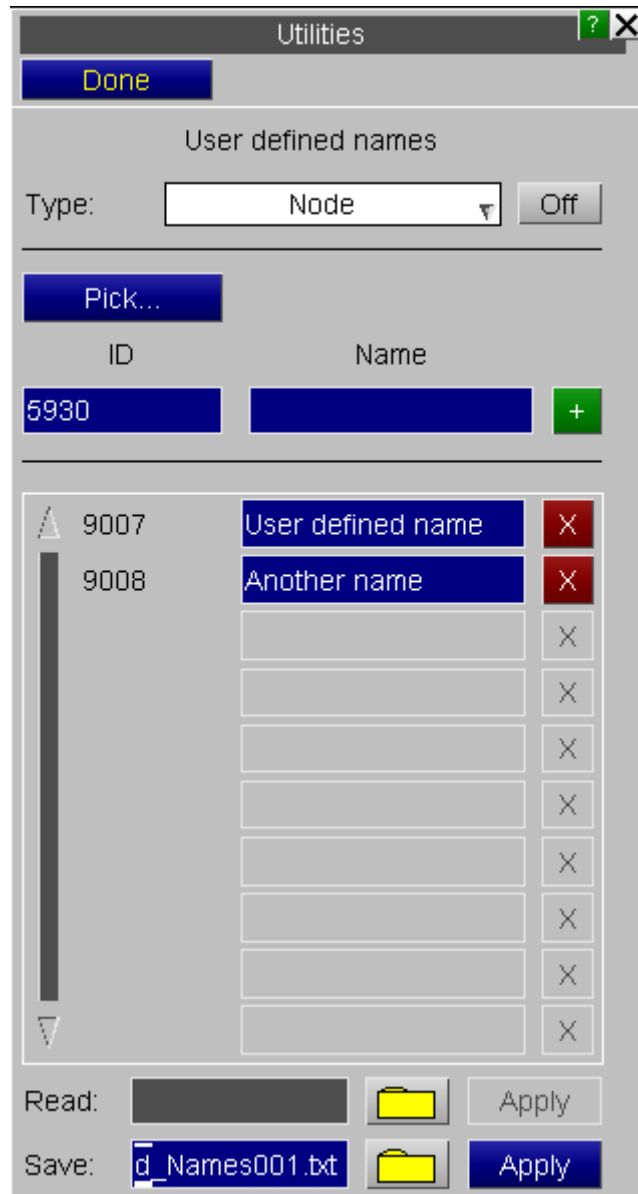 Utilities ? X
Done
User defined names
Type: Node Off
Pick...
ID Name
5930 +
9007 User defined name X
9008 Another name X
X
X
X
X
X
X
X
X
Read: Apply
Save: d_Names001.txt Apply